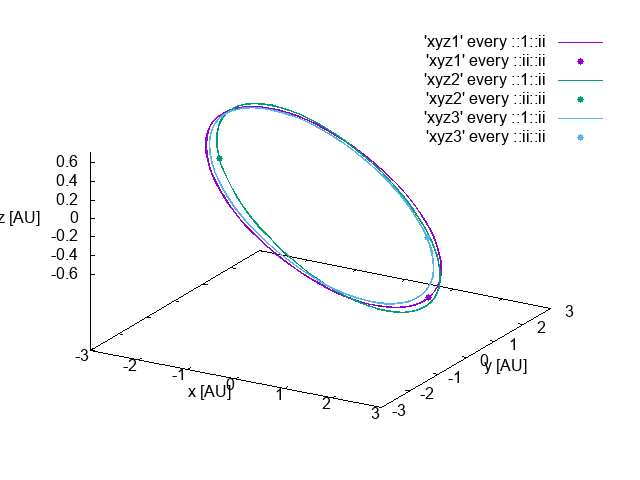 'xyz1' every ::1::ii
'xyz1' every ::ii::ii
'xyz2' every ::1::ii
'xyz2' every ::ii::ii
'xyz3' every ::1::ii
'xyz3' every ::ii::ii
0.6
0.4
0.2
z [AU]
0
-0.2
-0.4
-0.6
-3
-2
-1
0
1
2
3
x [AU]
-3
-2
-1
0
1
2
3
y [AU]